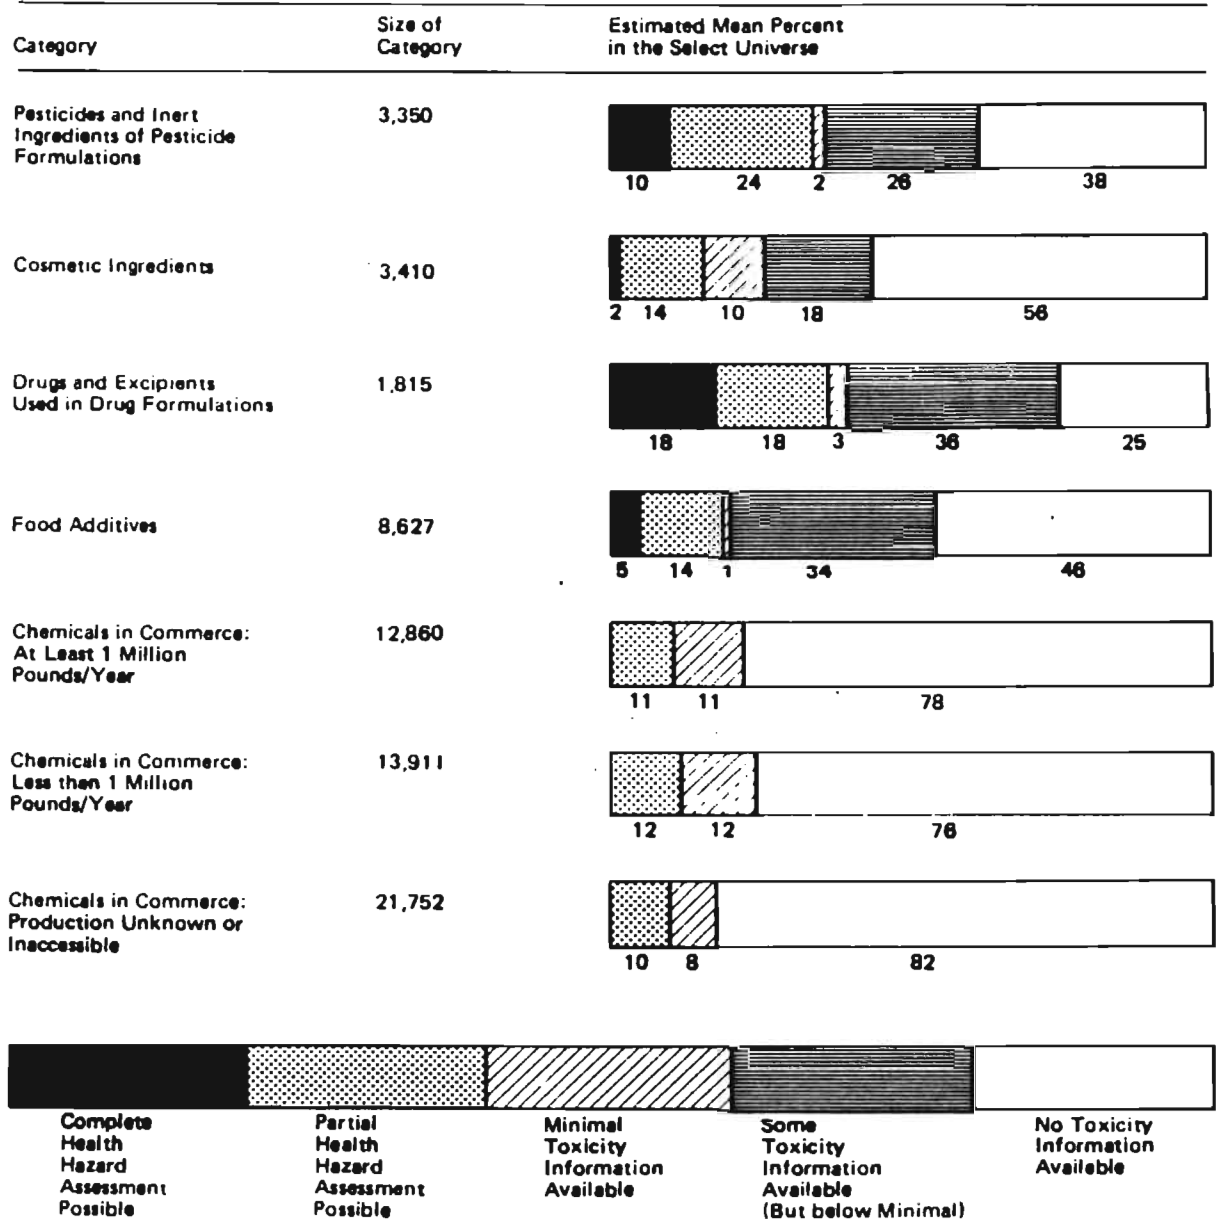 Category
Size of
Category
Estimated Mean Percent
in the Select Universe
Pesticides and Inert
Ingredients of Pesticide
Formulations
3,350
10 24 2 26 38
Cosmetic Ingredients
3,410
2 14 10 18 56
Drugs and Excipients
Used in Drug Formulations
1,815
18 18 3 36 25
Food Additives
8,627
5 14 1 34 46
Chemicals in Commerce:
At Least 1 Million
Pounds/Year
12,860
11 11 78
Chemicals in Commerce:
Less than 1 Million
Pounds/Year
13,911
12 12 76
Chemicals in Commerce:
Production Unknown or
Inaccessible
21,752
10 8 82
Complete
Health
Hazard
Assessment
Possible
Partial
Health
Hazard
Assessment
Possible
Minimal
Toxicity
Information
Available
Some
Toxicity
Information
Available
(But below Minimal)
No Toxicity
Information
Available